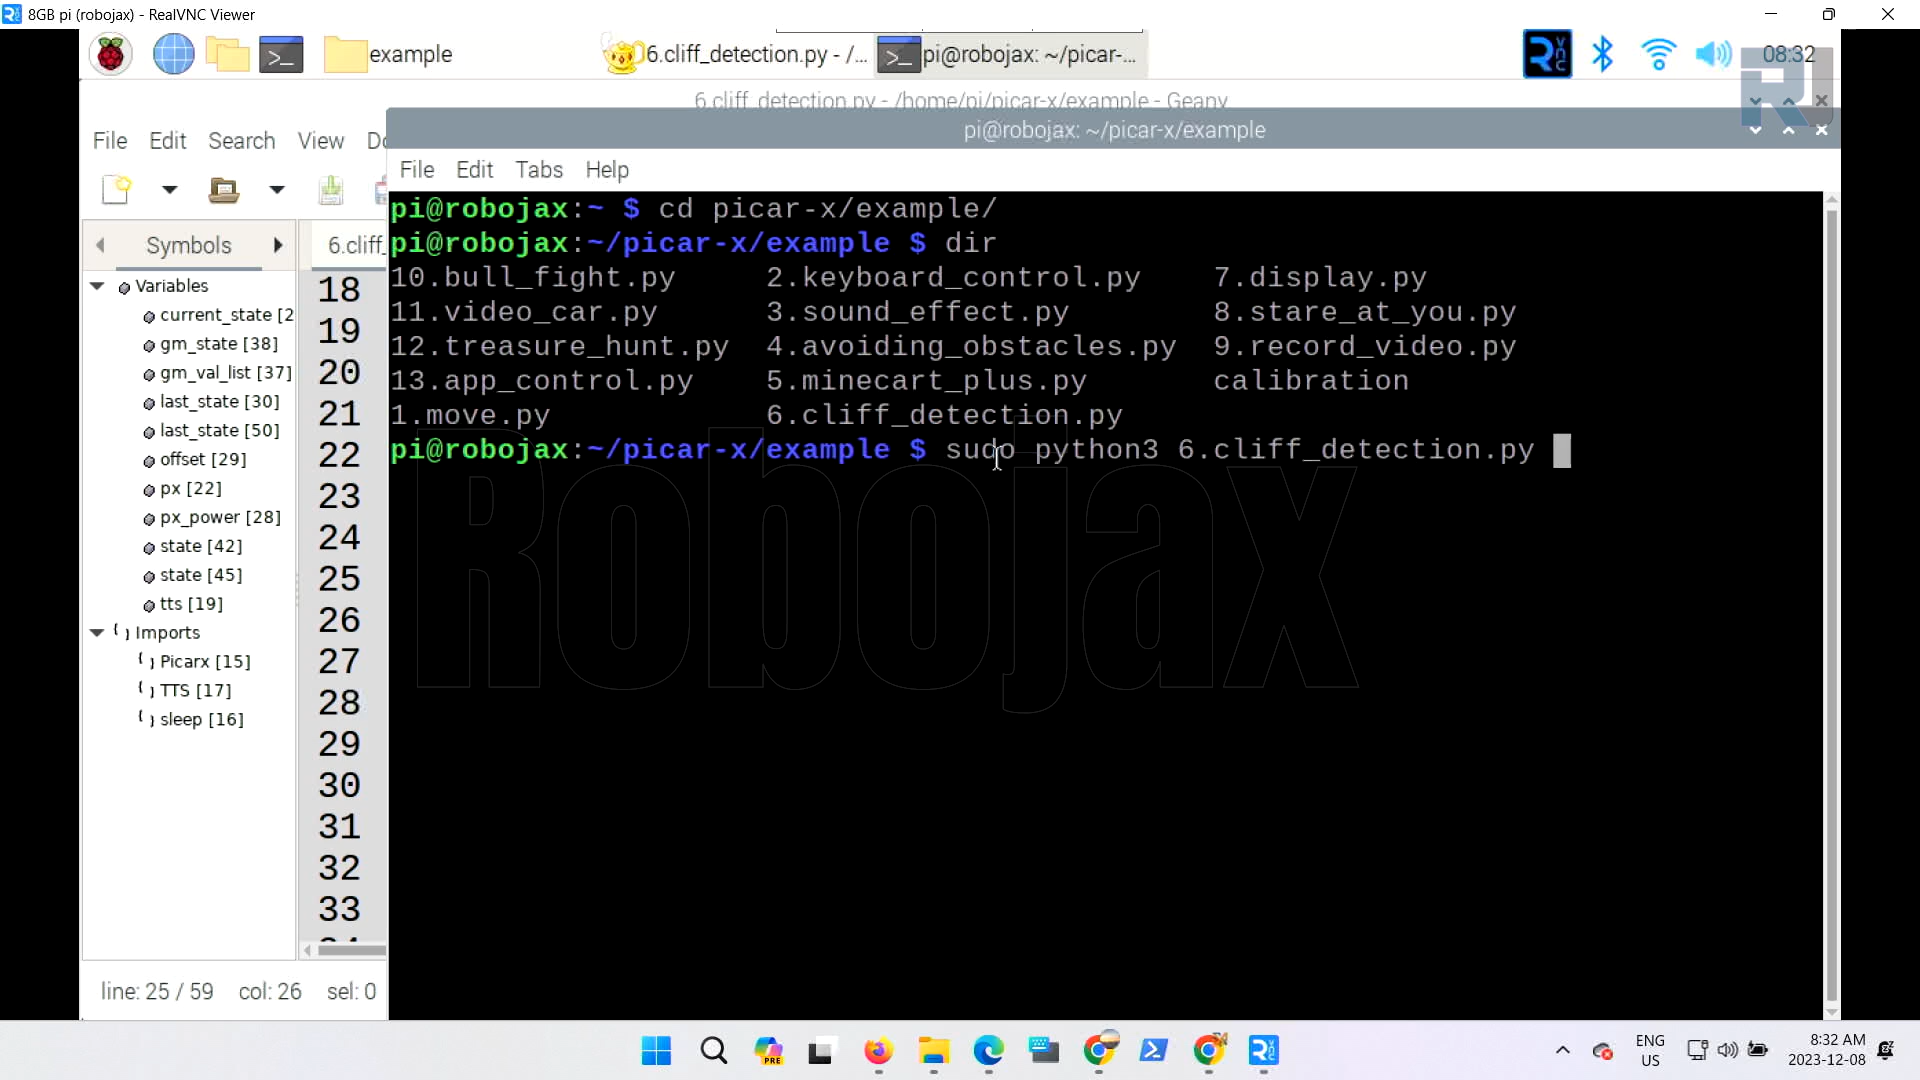 8GB pi (robojax) - RealVNC Viewer
example
6.cliff_detection.py - /...
pi@robojax: ~/picar-...
08:32
6.cliff_detection.py - /home/pi/picar-x/example - Geany
pi@robojax: ~/picar-x/example
File Edit Search View
File Edit Tabs Help
Symbols
6.cliff_
Variables
current_state [2
gm_state [38]
gm_val_list [37]
last_state [30]
last_state [50]
offset [29]
px [22]
px_power [28]
state [42]
state [45]
tts [19]
Imports
Picarx [15]
TTS [17]
sleep [16]
18
19
20
21
22
23
24
25
26
27
28
29
30
31
32
33
34
pi@robojax:~ $ cd picar-x/example/
pi@robojax:~/picar-x/example $ dir
10.bull_fight.py 2.keyboard_control.py 7.display.py
11.video_car.py 3.sound_effect.py 8.stare_at_you.py
12.treasure_hunt.py 4.avoiding_obstacles.py 9.record_video.py
13.app_control.py 5.minecart_plus.py calibration
1.move.py 6.cliff_detection.py
pi@robojax:~/picar-x/example $ sudo python3 6.cliff_detection.py
Robojax
line: 25 / 59 col: 26 sel: 0
PRE
ENG
US
8:32 AM
2023-12-08